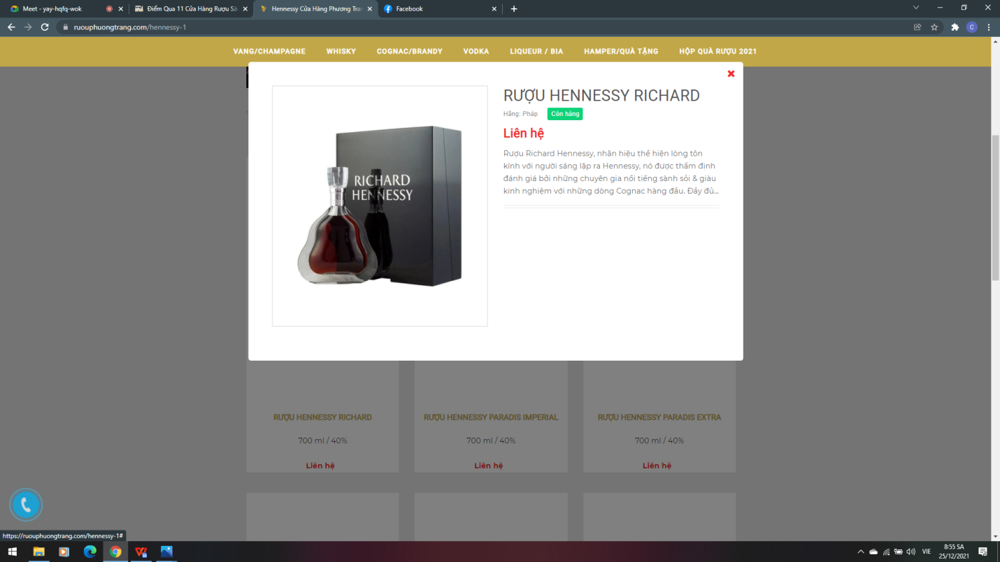 Meet - yay-hqfq-wok
Điểm Qua 11 Cửa Hàng Rượu Sà
Hennessy Cửa Hàng Phương Tran
Facebook
ruouphuongtrang.com/hennessy-1
C
VANG/CHAMPAGNE WHISKY COGNAC/BRANDY VODKA LIQUEUR / BIA HAMPER/QUÀ TẶNG HỘP QUÀ RƯỢU 2021
RICHARD
HENNESSY
RƯỢU HENNESSY RICHARD
Hãng: Pháp Còn hàng
Liên hệ
Rượu Richard Hennessy, nhãn hiệu thể hiện lòng tôn
kính với người sáng lập ra Hennessy, nó được thẩm định
đánh giá bởi những chuyên gia nổi tiếng sành sỏi & giàu
kinh nghiệm với những dòng Cognac hàng đầu. Đầy đủ...
RƯỢU HENNESSY RICHARD
700 ml / 40%
Liên hệ
RƯỢU HENNESSY PARADIS IMPERIAL
700 ml / 40%
Liên hệ
RƯỢU HENNESSY PARADIS EXTRA
700 ml / 40%
Liên hệ
https://ruouphuongtrang.com/hennessy-1#
VIE
8:55 SA
25/12/2021